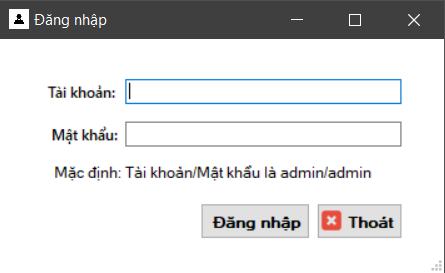 Đăng nhập
Tài khoản:
Mật khẩu:
Mặc định: Tài khoản/Mật khẩu là admin/admin
Đăng nhập Thoát